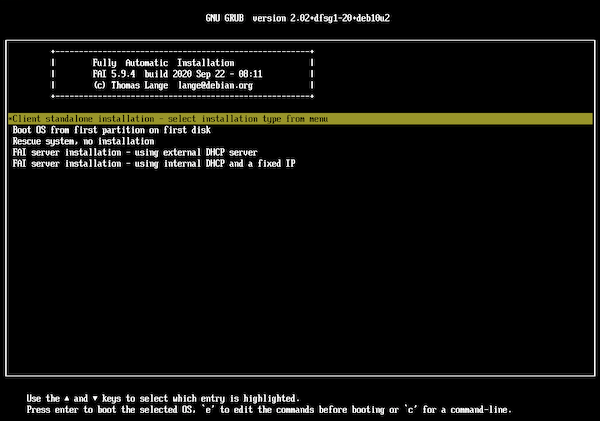 GNU GRUB  version 2.02+dfsg1-20+deb10u2
+----------------------------------------------------+
|        Fully  Automatic  Installation              |
|        FAI 5.9.4  build 2020 Sep 22 - 08:11        |
|        (c) Thomas Lange  lange@debian.org          |
+----------------------------------------------------+
*Client standalone installation - select installation type from menu
Boot OS from first partition on first disk
Rescue system, no installation
FAI server installation - using external DHCP server
FAI server installation - using internal DHCP and a fixed IP
Use the ▲ and ▼ keys to select which entry is highlighted.
Press enter to boot the selected OS, `e' to edit the commands before booting or `c' for a command-line.